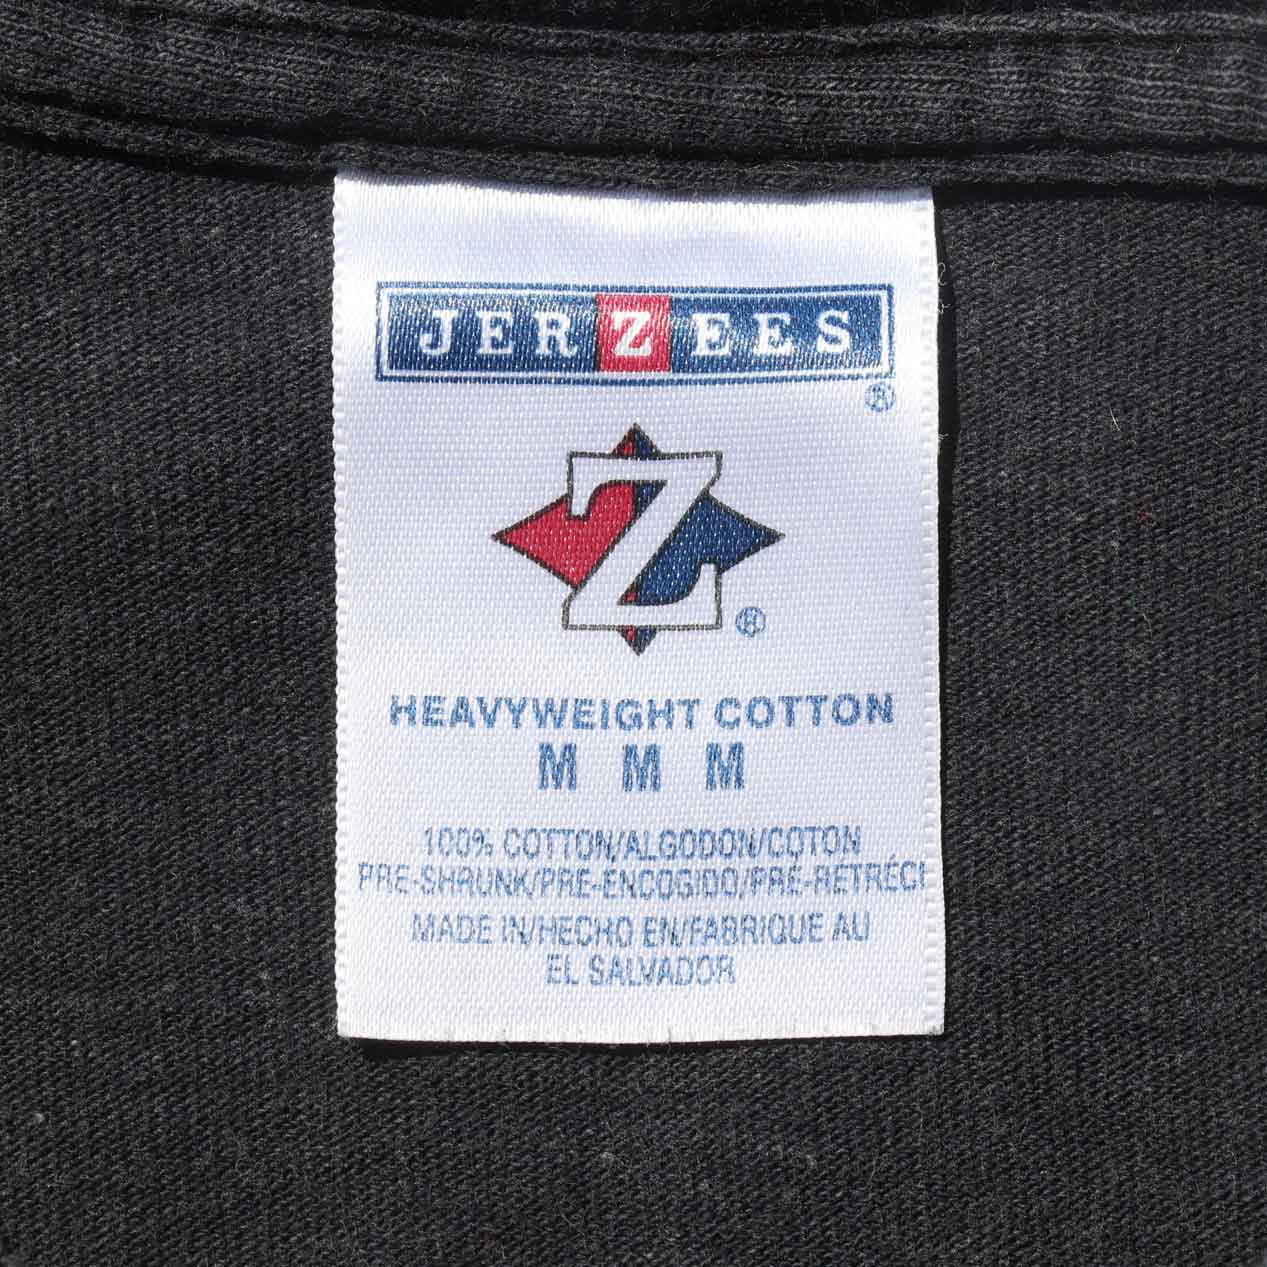 JERZEES
®
Z
®
HEAVYWEIGHT COTTON
M M M
100% COTTON/ALGODON/COTON
PRE-SHRUNK/PRE-ENCOGIDO/PRÉ-RETRÉCI
MADE IN/HECHO EN/FABRIQUE AU
EL SALVADOR